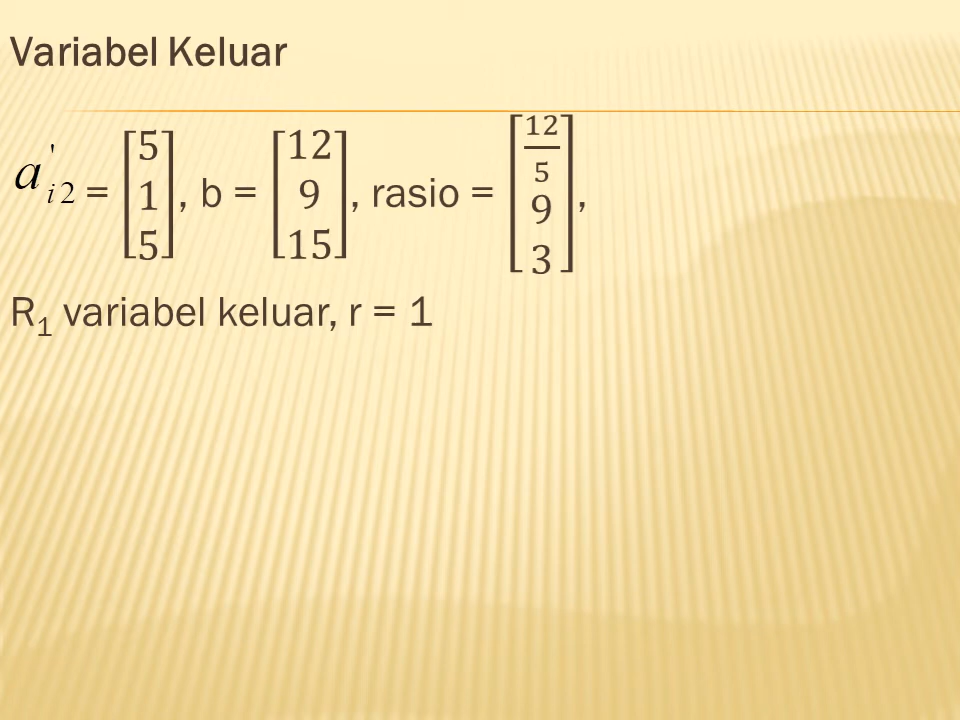 Variabel Keluar
a'i2 = [5 1 5], b = [12 9 15], rasio = [12/5 9 3],
R1 variabel keluar, r = 1